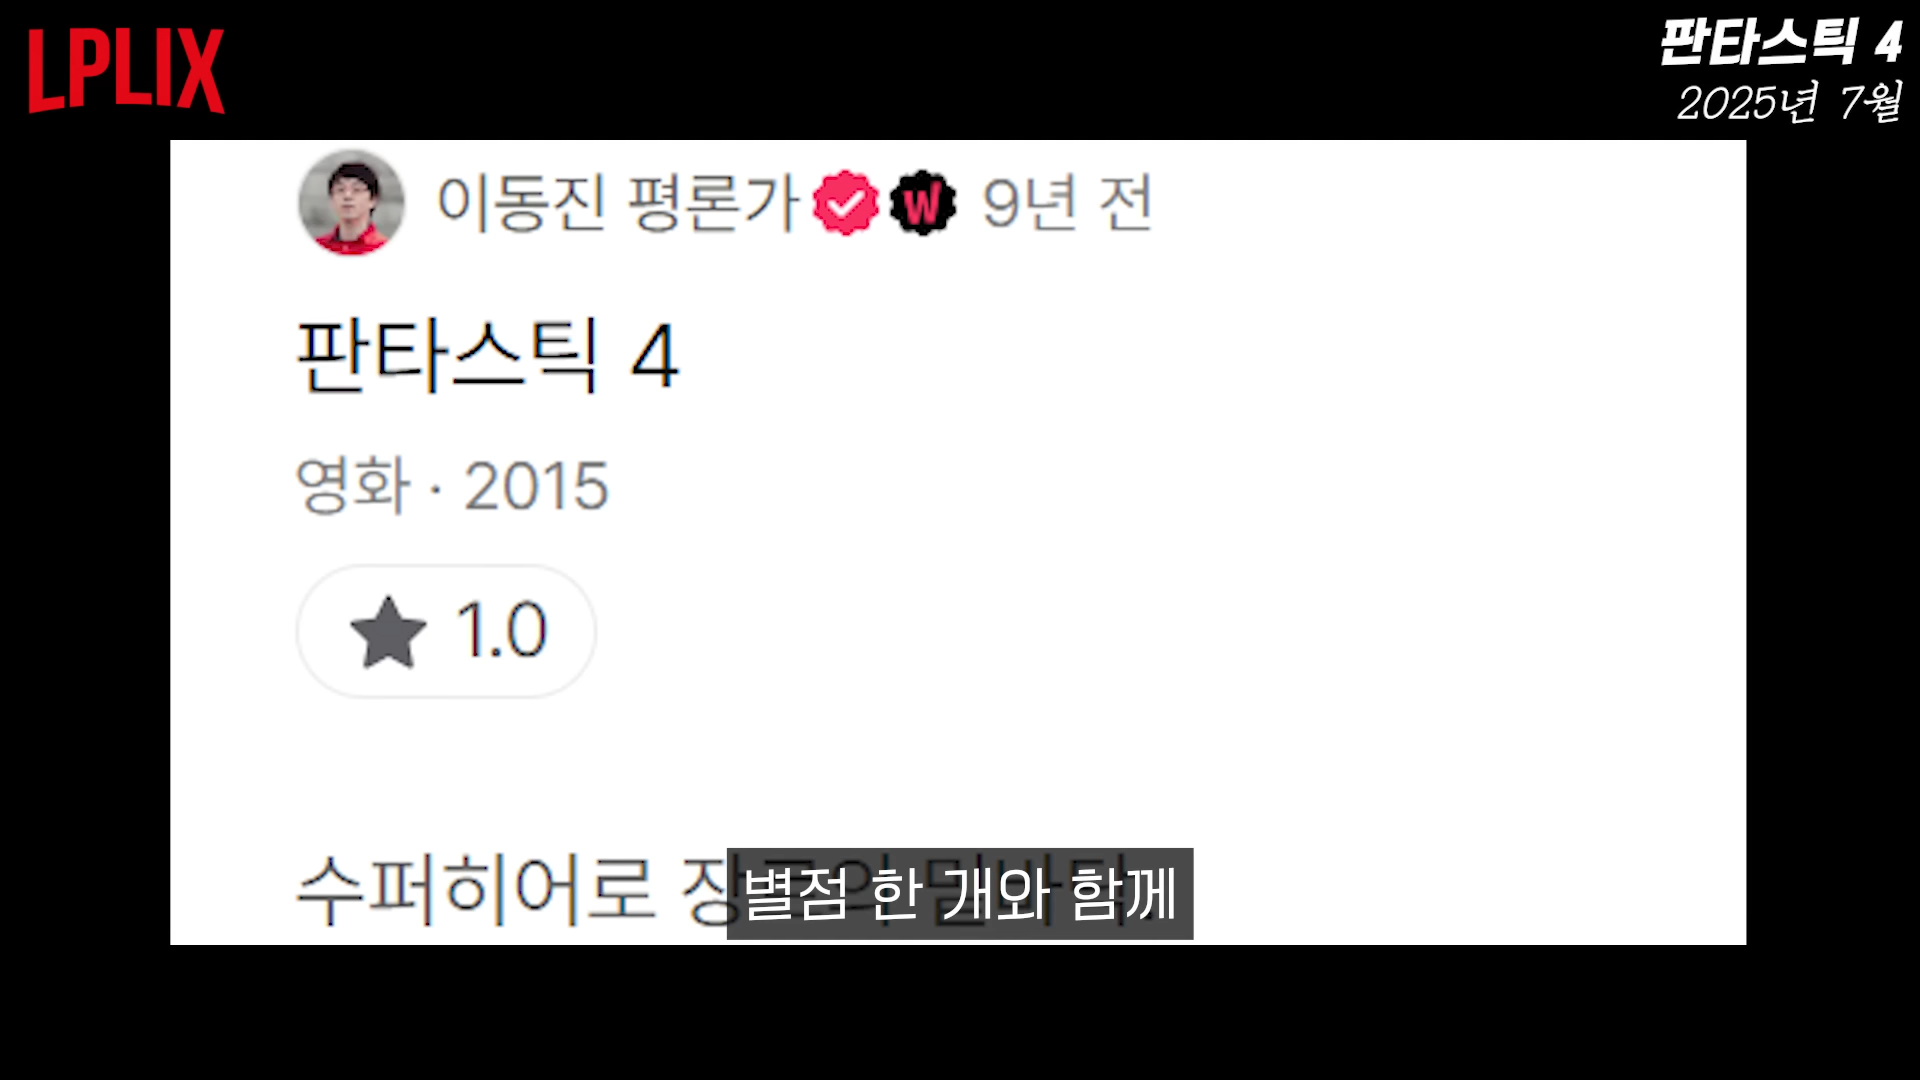 LPLIX
판타스틱 4
2025년 7월
이동진 평론가 W 9년 전
판타스틱 4
영화 · 2015
1.0
수퍼히어로
별점 한 개와 함께